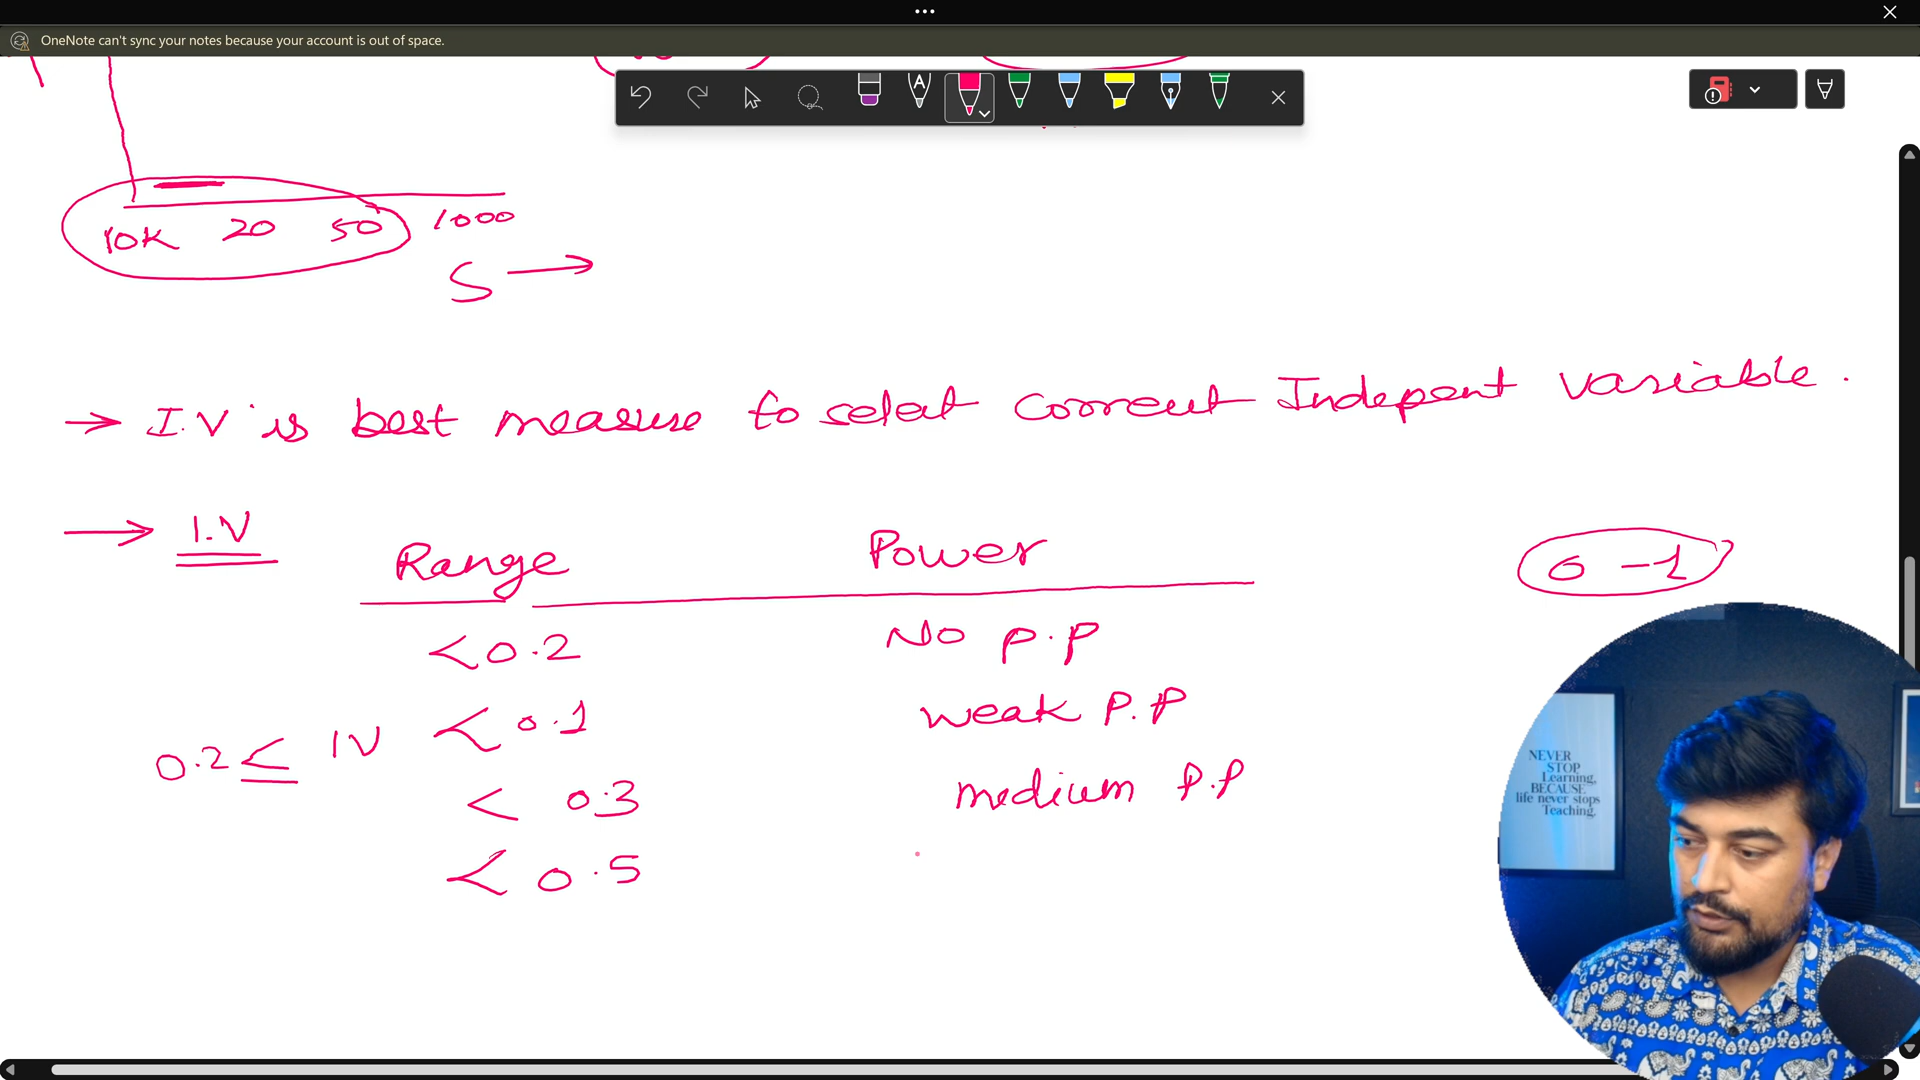 OneNote can't sync your notes because your account is out of space.
10K 20 50 1000
S →
→ I.V is best measure to select correct Indepent variable.
→ I.V
Range Power
0 - 1
< 0.2 No P.P
< 0.1 weak P.P
0.2 ≤ IV
< 0.3 medium P.P
< 0.5
NEVER
STOP
Learning,
BECAUSE
life never stops
Teaching.